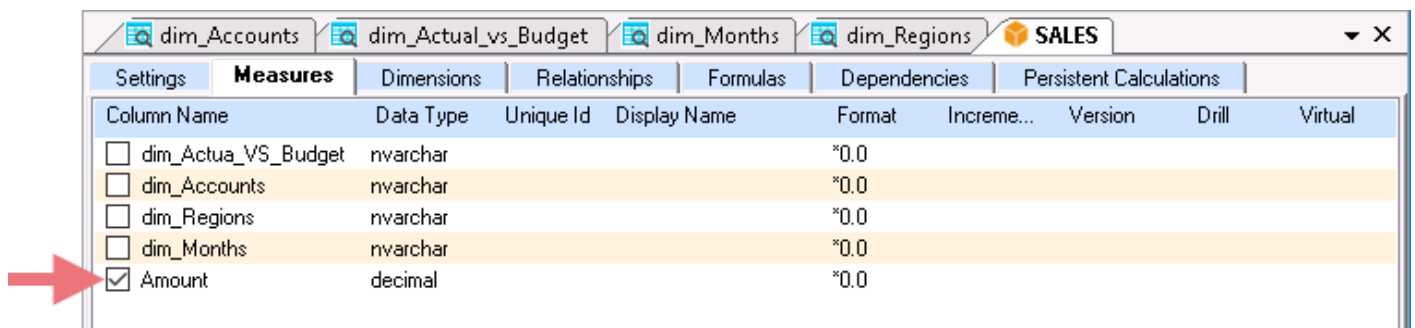 dim_Accounts dim_Actual_vs_Budget dim_Months dim_Regions SALES
Settings Measures Dimensions Relationships Formulas Dependencies Persistent Calculations
Column Name Data Type Unique Id Display Name Format Increme... Version Drill Virtual
dim_Actua_VS_Budget nvarchar *0.0
dim_Accounts nvarchar *0.0
dim_Regions nvarchar *0.0
dim_Months nvarchar *0.0
Amount decimal *0.0